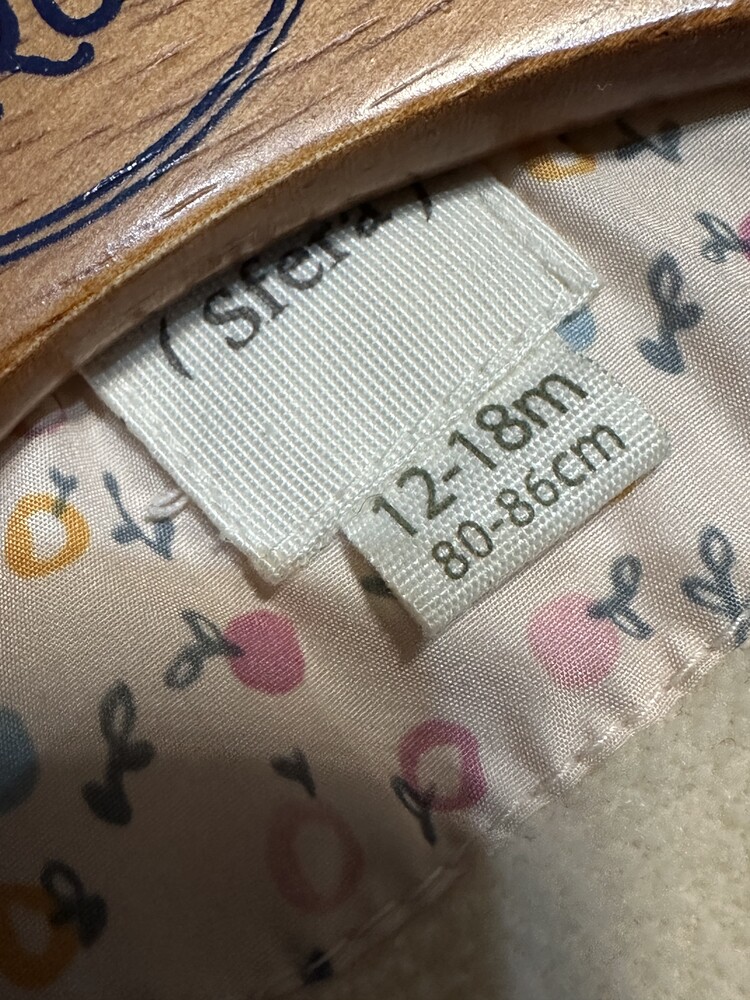 ( sfera )
12-18m
80-86cm